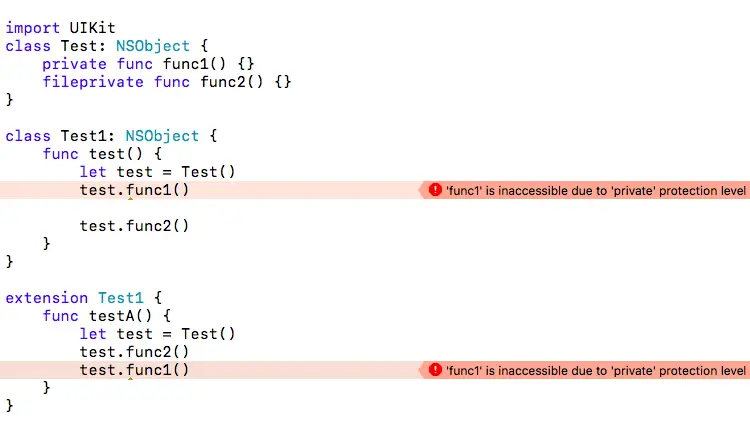 import UIKit
class Test: NSObject {
    private func func1() {}
    fileprivate func func2() {}
}

class Test1: NSObject {
    func test() {
        let test = Test()
        test.func1() 'func1' is inaccessible due to 'private' protection level

        test.func2()
    }
}

extension Test1 {
    func testA() {
        let test = Test()
        test.func2()
        test.func1() 'func1' is inaccessible due to 'private' protection level
    }
}